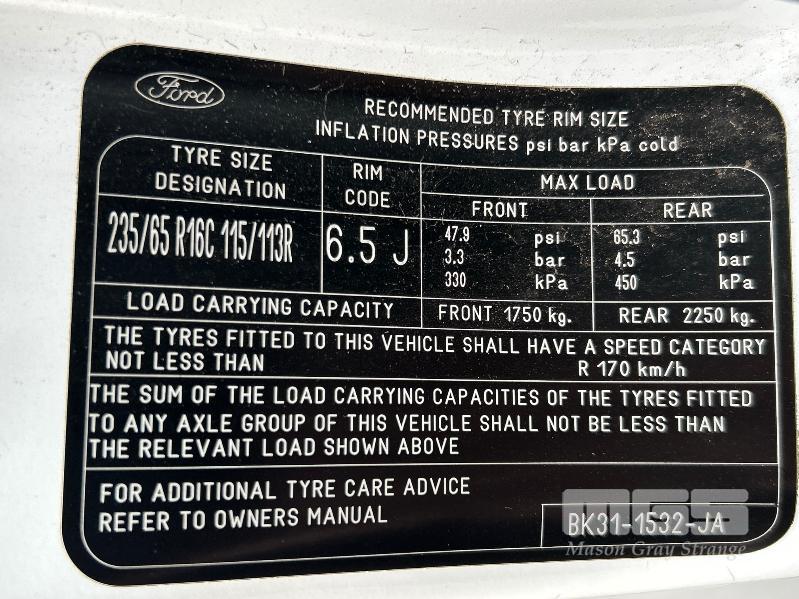 Ford
RECOMMENDED TYRE RIM SIZE
INFLATION PRESSURES psi bar kPa cold
TYRE SIZE DESIGNATION
RIM CODE
MAX LOAD
FRONT
REAR
235/65 R16C 115/113R
6.5 J
47.9 psi
3.3 bar
330 kPa
65.3 psi
4.5 bar
450 kPa
LOAD CARRYING CAPACITY
FRONT 1750 kg.
REAR 2250 kg.
THE TYRES FITTED TO THIS VEHICLE SHALL HAVE A SPEED CATEGORY
NOT LESS THAN R 170 km/h
THE SUM OF THE LOAD CARRYING CAPACITIES OF THE TYRES FITTED
TO ANY AXLE GROUP OF THIS VEHICLE SHALL NOT BE LESS THAN
THE RELEVANT LOAD SHOWN ABOVE
FOR ADDITIONAL TYRE CARE ADVICE
REFER TO OWNERS MANUAL
BK31-1532-JA
MGS
Mason Gray Strange